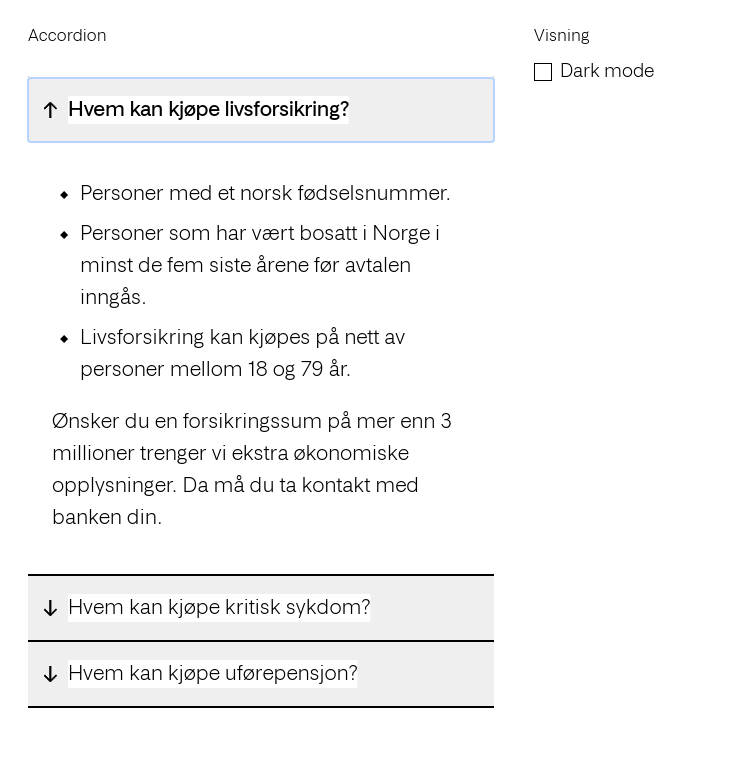 Accordion
Visning
Dark mode
Hvem kan kjøpe livsforsikring?
Personer med et norsk fødselsnummer.
Personer som har vært bosatt i Norge i
minst de fem siste årene før avtalen
inngås.
Livsforsikring kan kjøpes på nett av
personer mellom 18 og 79 år.
Ønsker du en forsikringssum på mer enn 3
millioner trenger vi ekstra økonomiske
opplysninger. Da må du ta kontakt med
banken din.
Hvem kan kjøpe kritisk sykdom?
Hvem kan kjøpe uførepensjon?